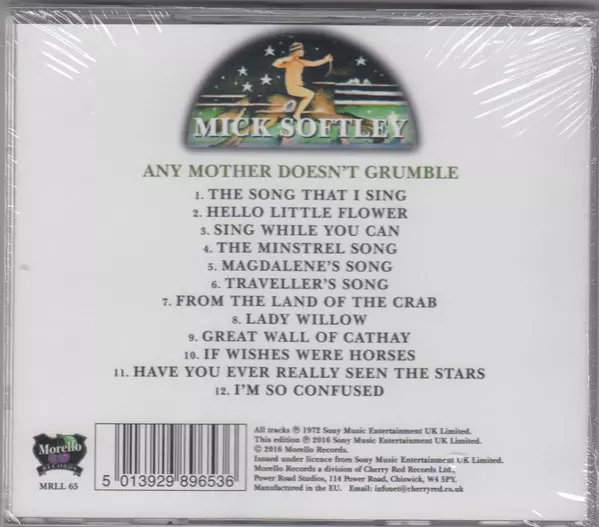 MICK SOFTLEY
ANY MOTHER DOESN'T GRUMBLE
1. THE SONG THAT I SING
2. HELLO LITTLE FLOWER
3. SING WHILE YOU CAN
4. THE MINSTREL SONG
5. MAGDALENE'S SONG
6. TRAVELLER'S SONG
7. FROM THE LAND OF THE CRAB
8. LADY WILLOW
9. GREAT WALL OF CATHAY
10. IF WISHES WERE HORSES
11. HAVE YOU EVER REALLY SEEN THE STARS
12. I'M SO CONFUSED
Morello
RECORDS
MRLL 65
5 013929 896536
All tracks ℗ 1972 Sony Music Entertainment UK Limited.
This edition ℗ 2016 Sony Music Entertainment UK Limited.
© 2016 Morello Records.
Issued under licence from Sony Music Entertainment UK Limited.
Morello Records a division of Cherry Red Records Ltd,
Power Road Studios, 114 Power Road, Chiswick, W4 5PY.
Manufactured in the EU. Email: infonet@cherryred.co.uk